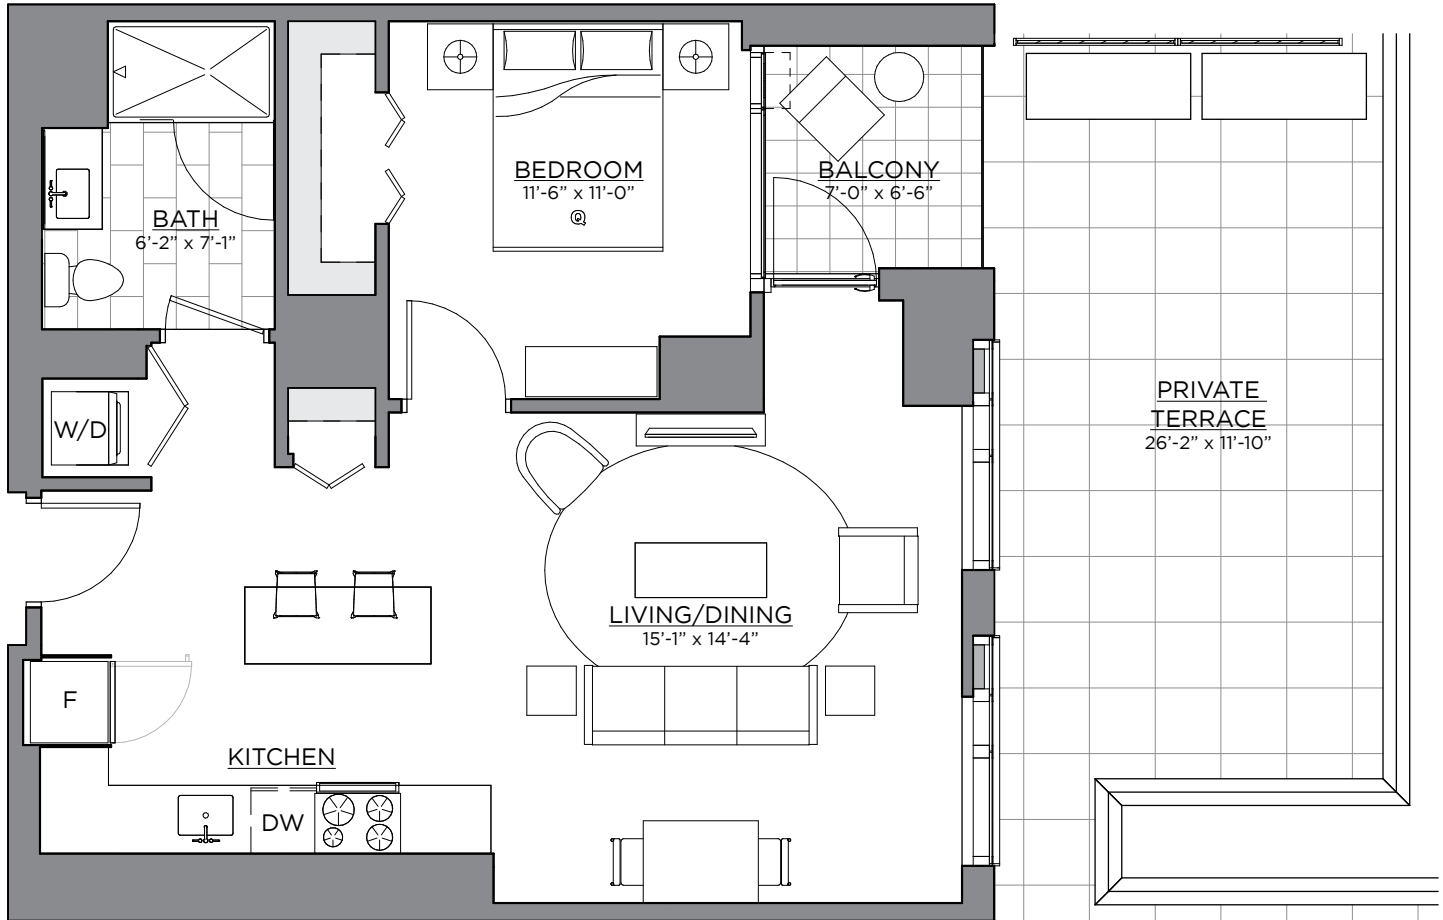 BEDROOM
11’-6” x 11’-0”
Q
BALCONY
7’-0” x 6’-6”
BATH
6’-2” x 7’-1”
W/D
PRIVATE
TERRACE
26’-2” x 11’-10”
LIVING/DINING
15’-1” x 14’-4”
F
KITCHEN
DW